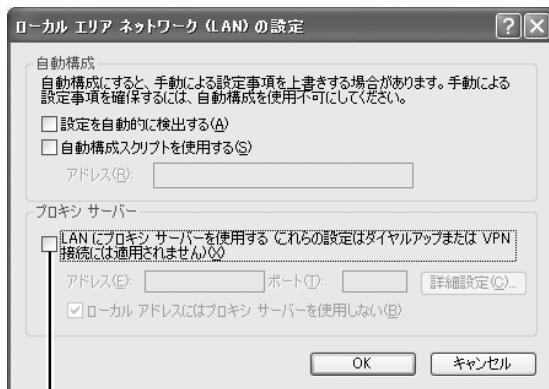 ローカル エリア ネットワーク (LAN) の設定
自動構成
自動構成にすると、手動による設定事項を上書きする場合があります。手動による
設定事項を確保するには、自動構成を使用不可にしてください。
設定を自動的に検出する(A)
自動構成スクリプトを使用する(S)
アドレス(R):
プロキシ サーバー
LAN にプロキシ サーバーを使用する (これらの設定はダイヤルアップまたは VPN
接続には適用されません)(X)
アドレス(E): ポート(T): 詳細設定(C)...
ローカル アドレスにはプロキシ サーバーを使用しない(B)
OK キャンセル